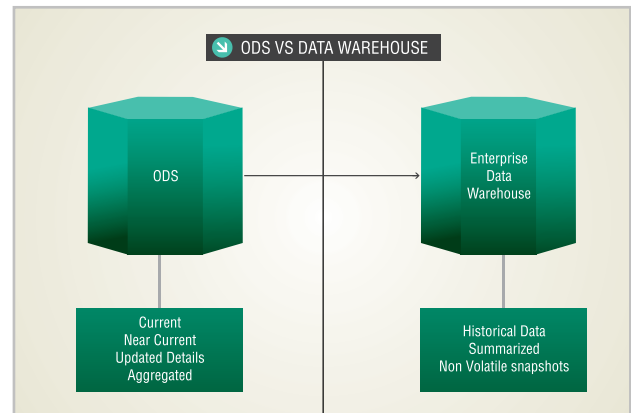 ODS VS DATA WAREHOUSE
ODS
Enterprise
Data
Warehouse
Current
Near Current
Updated Details
Aggregated
Historical Data
Summarized
Non Volatile snapshots